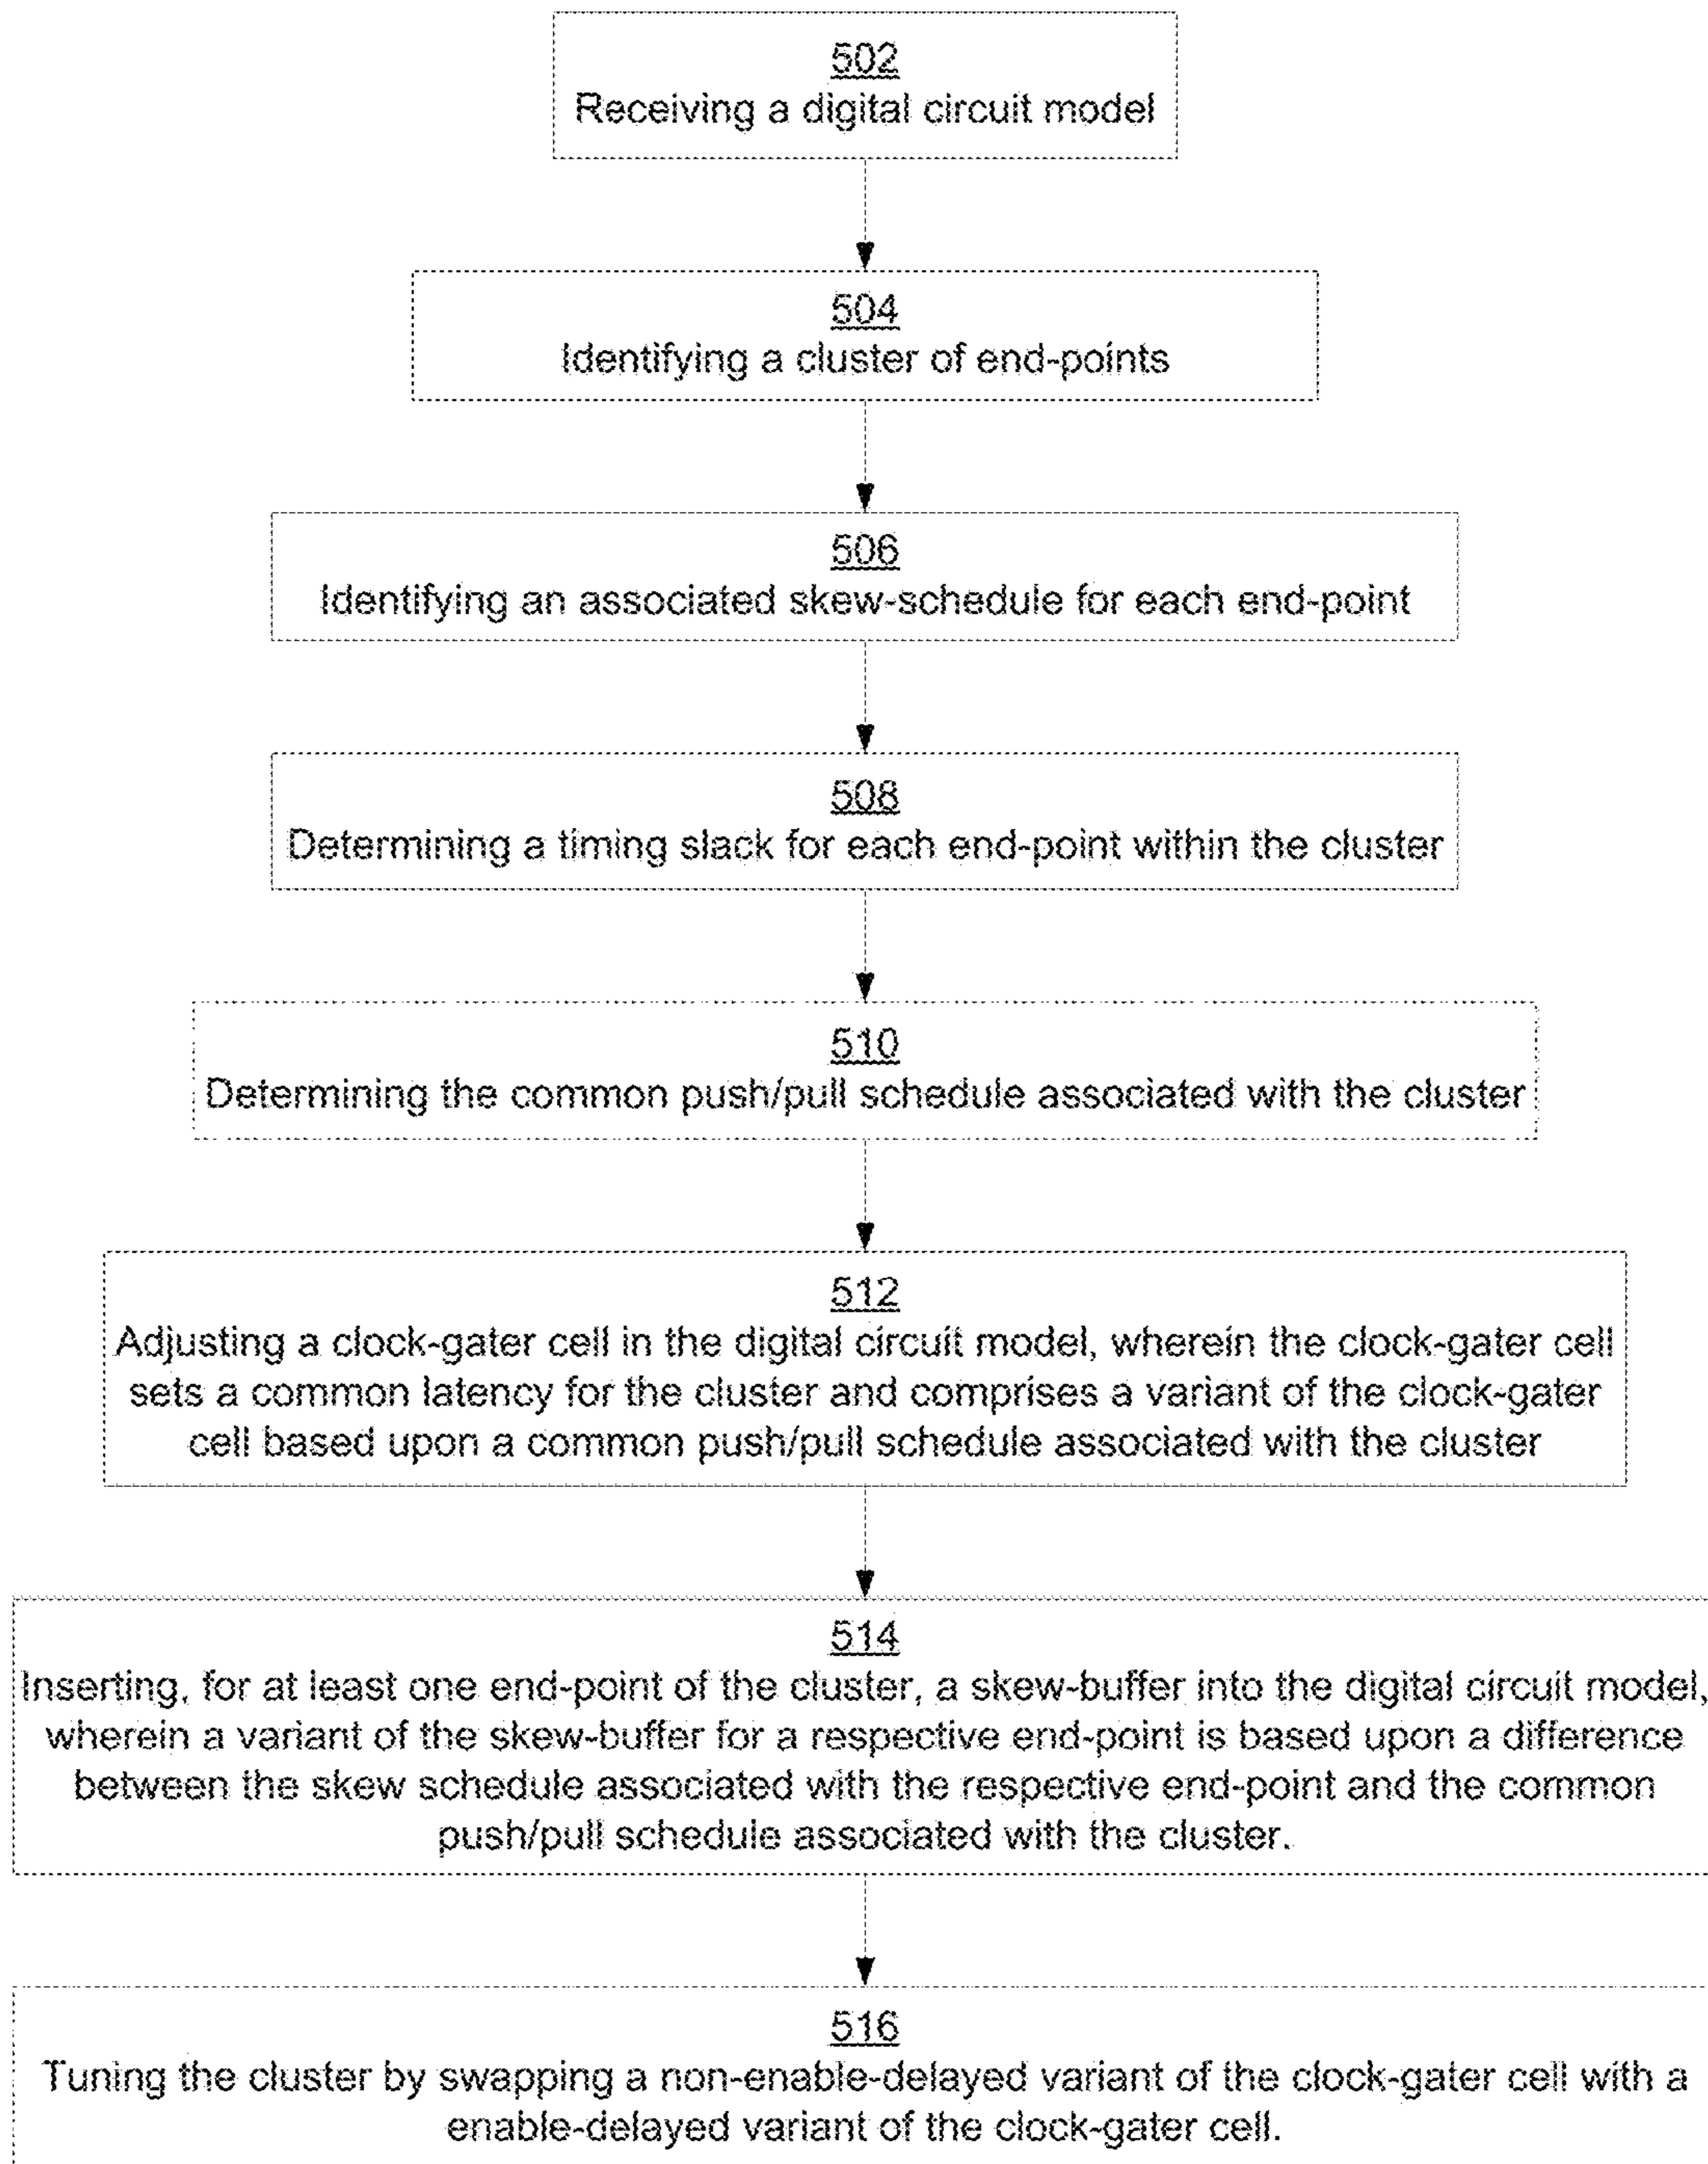 502
Receiving a digital circuit model
504
Identifying a cluster of end-points
506
Identifying an associated skew-schedule for each end-point
508
Determining a timing slack for each end-point within the cluster
510
Determining the common push/pull schedule associated with the cluster
512
Adjusting a clock-gater cell in the digital circuit model, wherein the clock-gater cell
sets a common latency for the cluster and comprises a variant of the clock-gater
cell based upon a common push/pull schedule associated with the cluster
514
Inserting, for at least one end-point of the cluster, a skew-buffer into the digital circuit model,
wherein a variant of the skew-buffer for a respective end-point is based upon a difference
between the skew schedule associated with the respective end-point and the common
push/pull schedule associated with the cluster.
516
Tuning the cluster by swapping a non-enable-delayed variant of the clock-gater cell with a
enable-delayed variant of the clock-gater cell.